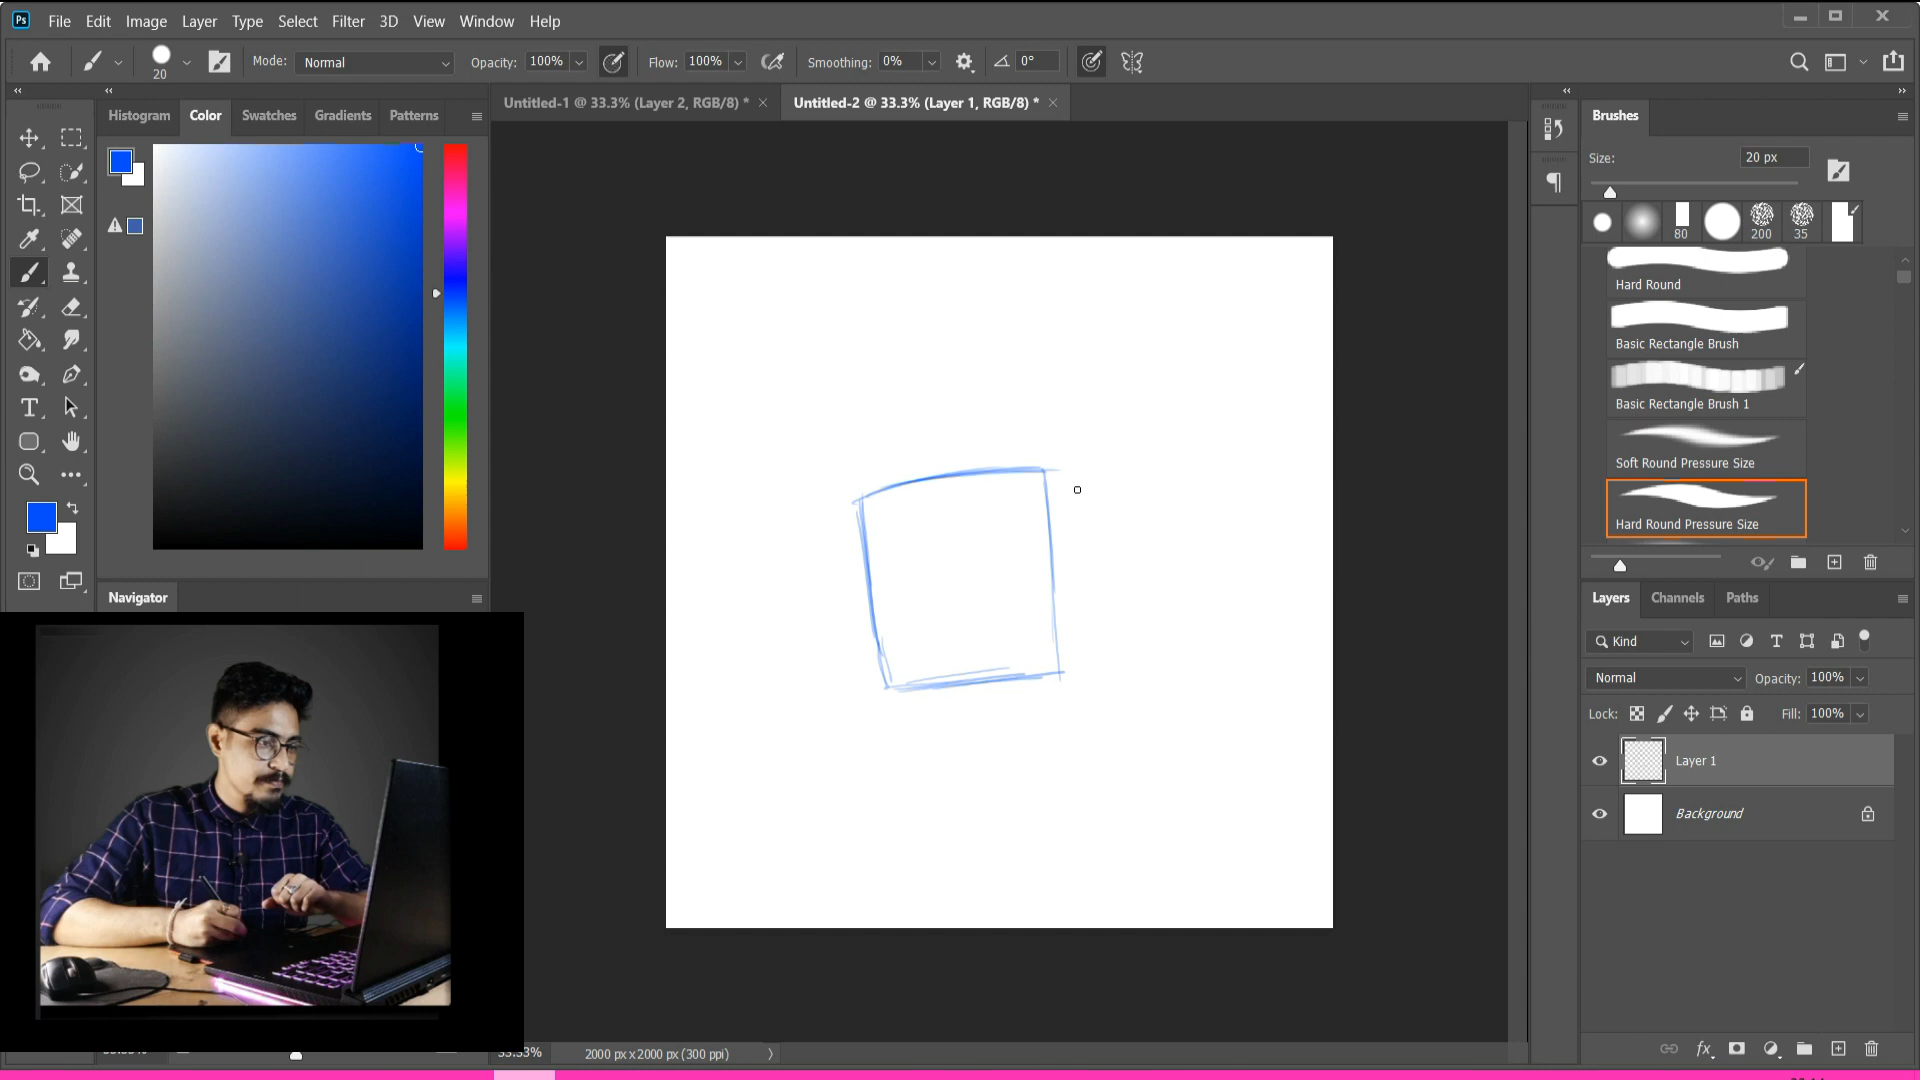 Ps File Edit Image Layer Type Select Filter 3D View Window Help
20 Mode: Normal Opacity: 100% Flow: 100% Smoothing: 0% 0°
Untitled-1 @ 33.3% (Layer 2, RGB/8) * Untitled-2 @ 33.3% (Layer 1, RGB/8) *
Histogram Color Swatches Gradients Patterns
Navigator
33.33% 2000 px x 2000 px (300 ppi)
Brushes
Size: 20 px
80 200 35
Hard Round
Basic Rectangle Brush
Basic Rectangle Brush 1
Soft Round Pressure Size
Hard Round Pressure Size
Layers Channels Paths
Kind
Normal Opacity: 100%
Lock: Fill: 100%
Layer 1
Background
fx